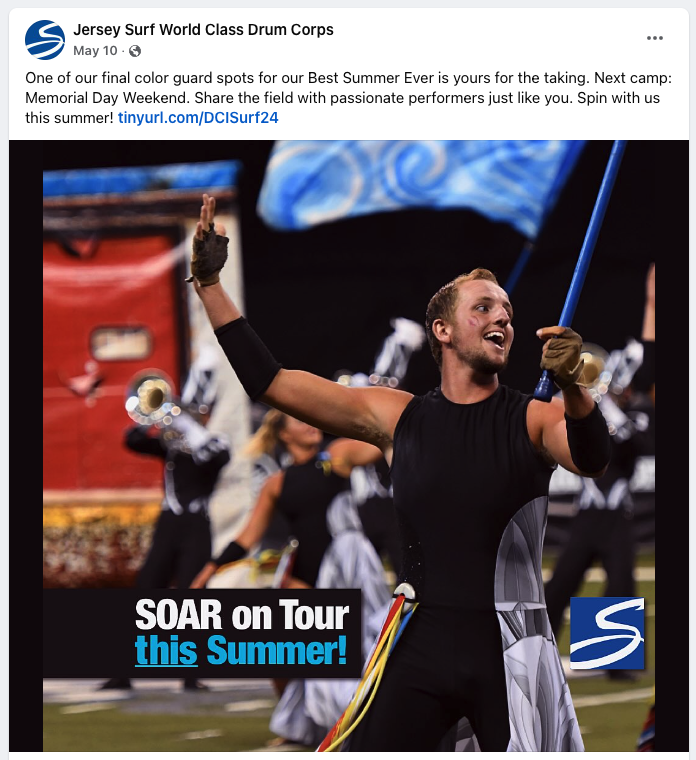 Jersey Surf World Class Drum Corps
May 10
One of our final color guard spots for our Best Summer Ever is yours for the taking. Next camp:
Memorial Day Weekend. Share the field with passionate performers just like you. Spin with us
this summer! tinyurl.com/DCISurf24
SOAR on Tour
this Summer!